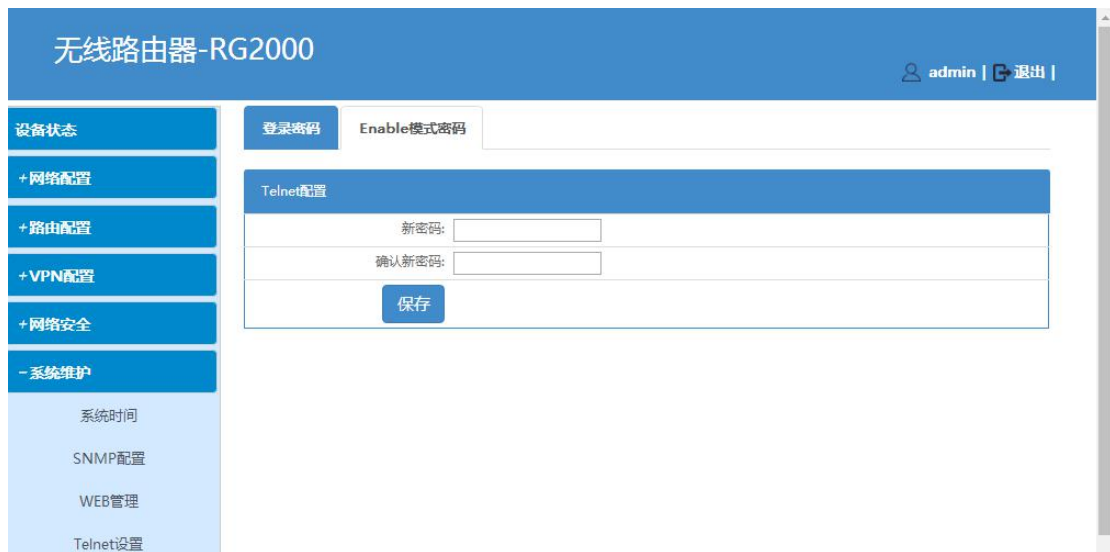 无线路由器-RG2000
admin | 退出 |
设备状态
+网络配置
+路由配置
+VPN配置
+网络安全
-系统维护
系统时间
SNMP配置
WEB管理
Telnet设置
登录密码
Enable模式密码
Telnet配置
新密码:
确认新密码:
保存